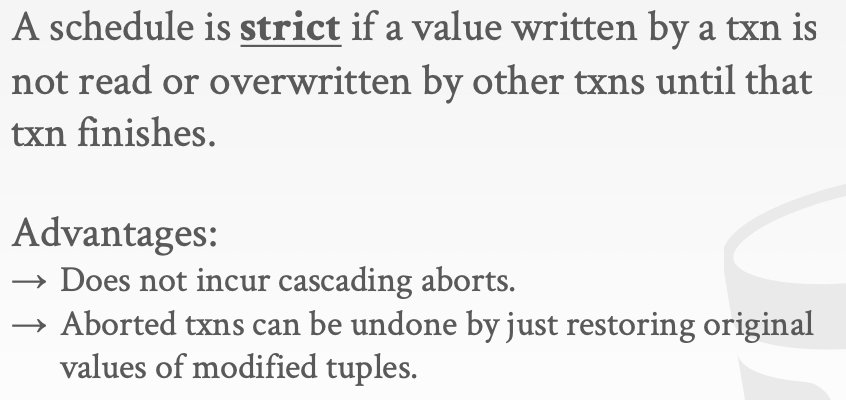 A schedule is strict if a value written by a txn is
not read or overwritten by other txns until that
txn finishes.
Advantages:
→ Does not incur cascading aborts.
→ Aborted txns can be undone by just restoring original
values of modified tuples.